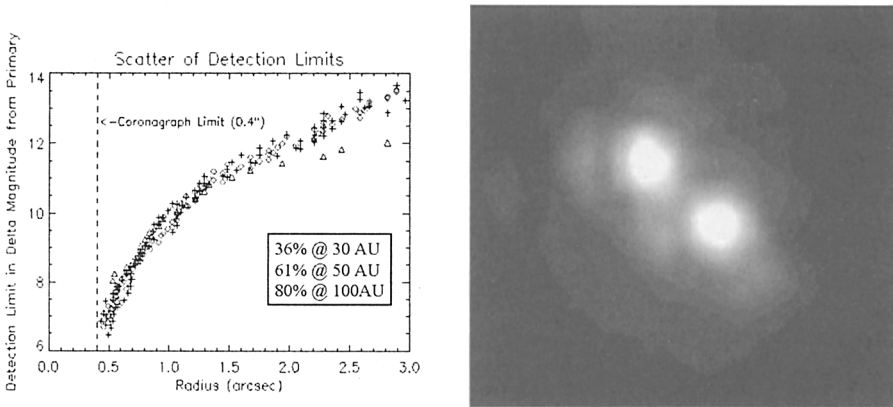 Scatter of Detection Limits
Detection Limit in Delta Magnitude from Primary
14
12
10
8
6
<-Coronagraph Limit (0.4")
36% @ 30 AU
61% @ 50 AU
80% @ 100AU
0.0 0.5 1.0 1.5 2.0 2.5 3.0
Radius (arcsec)